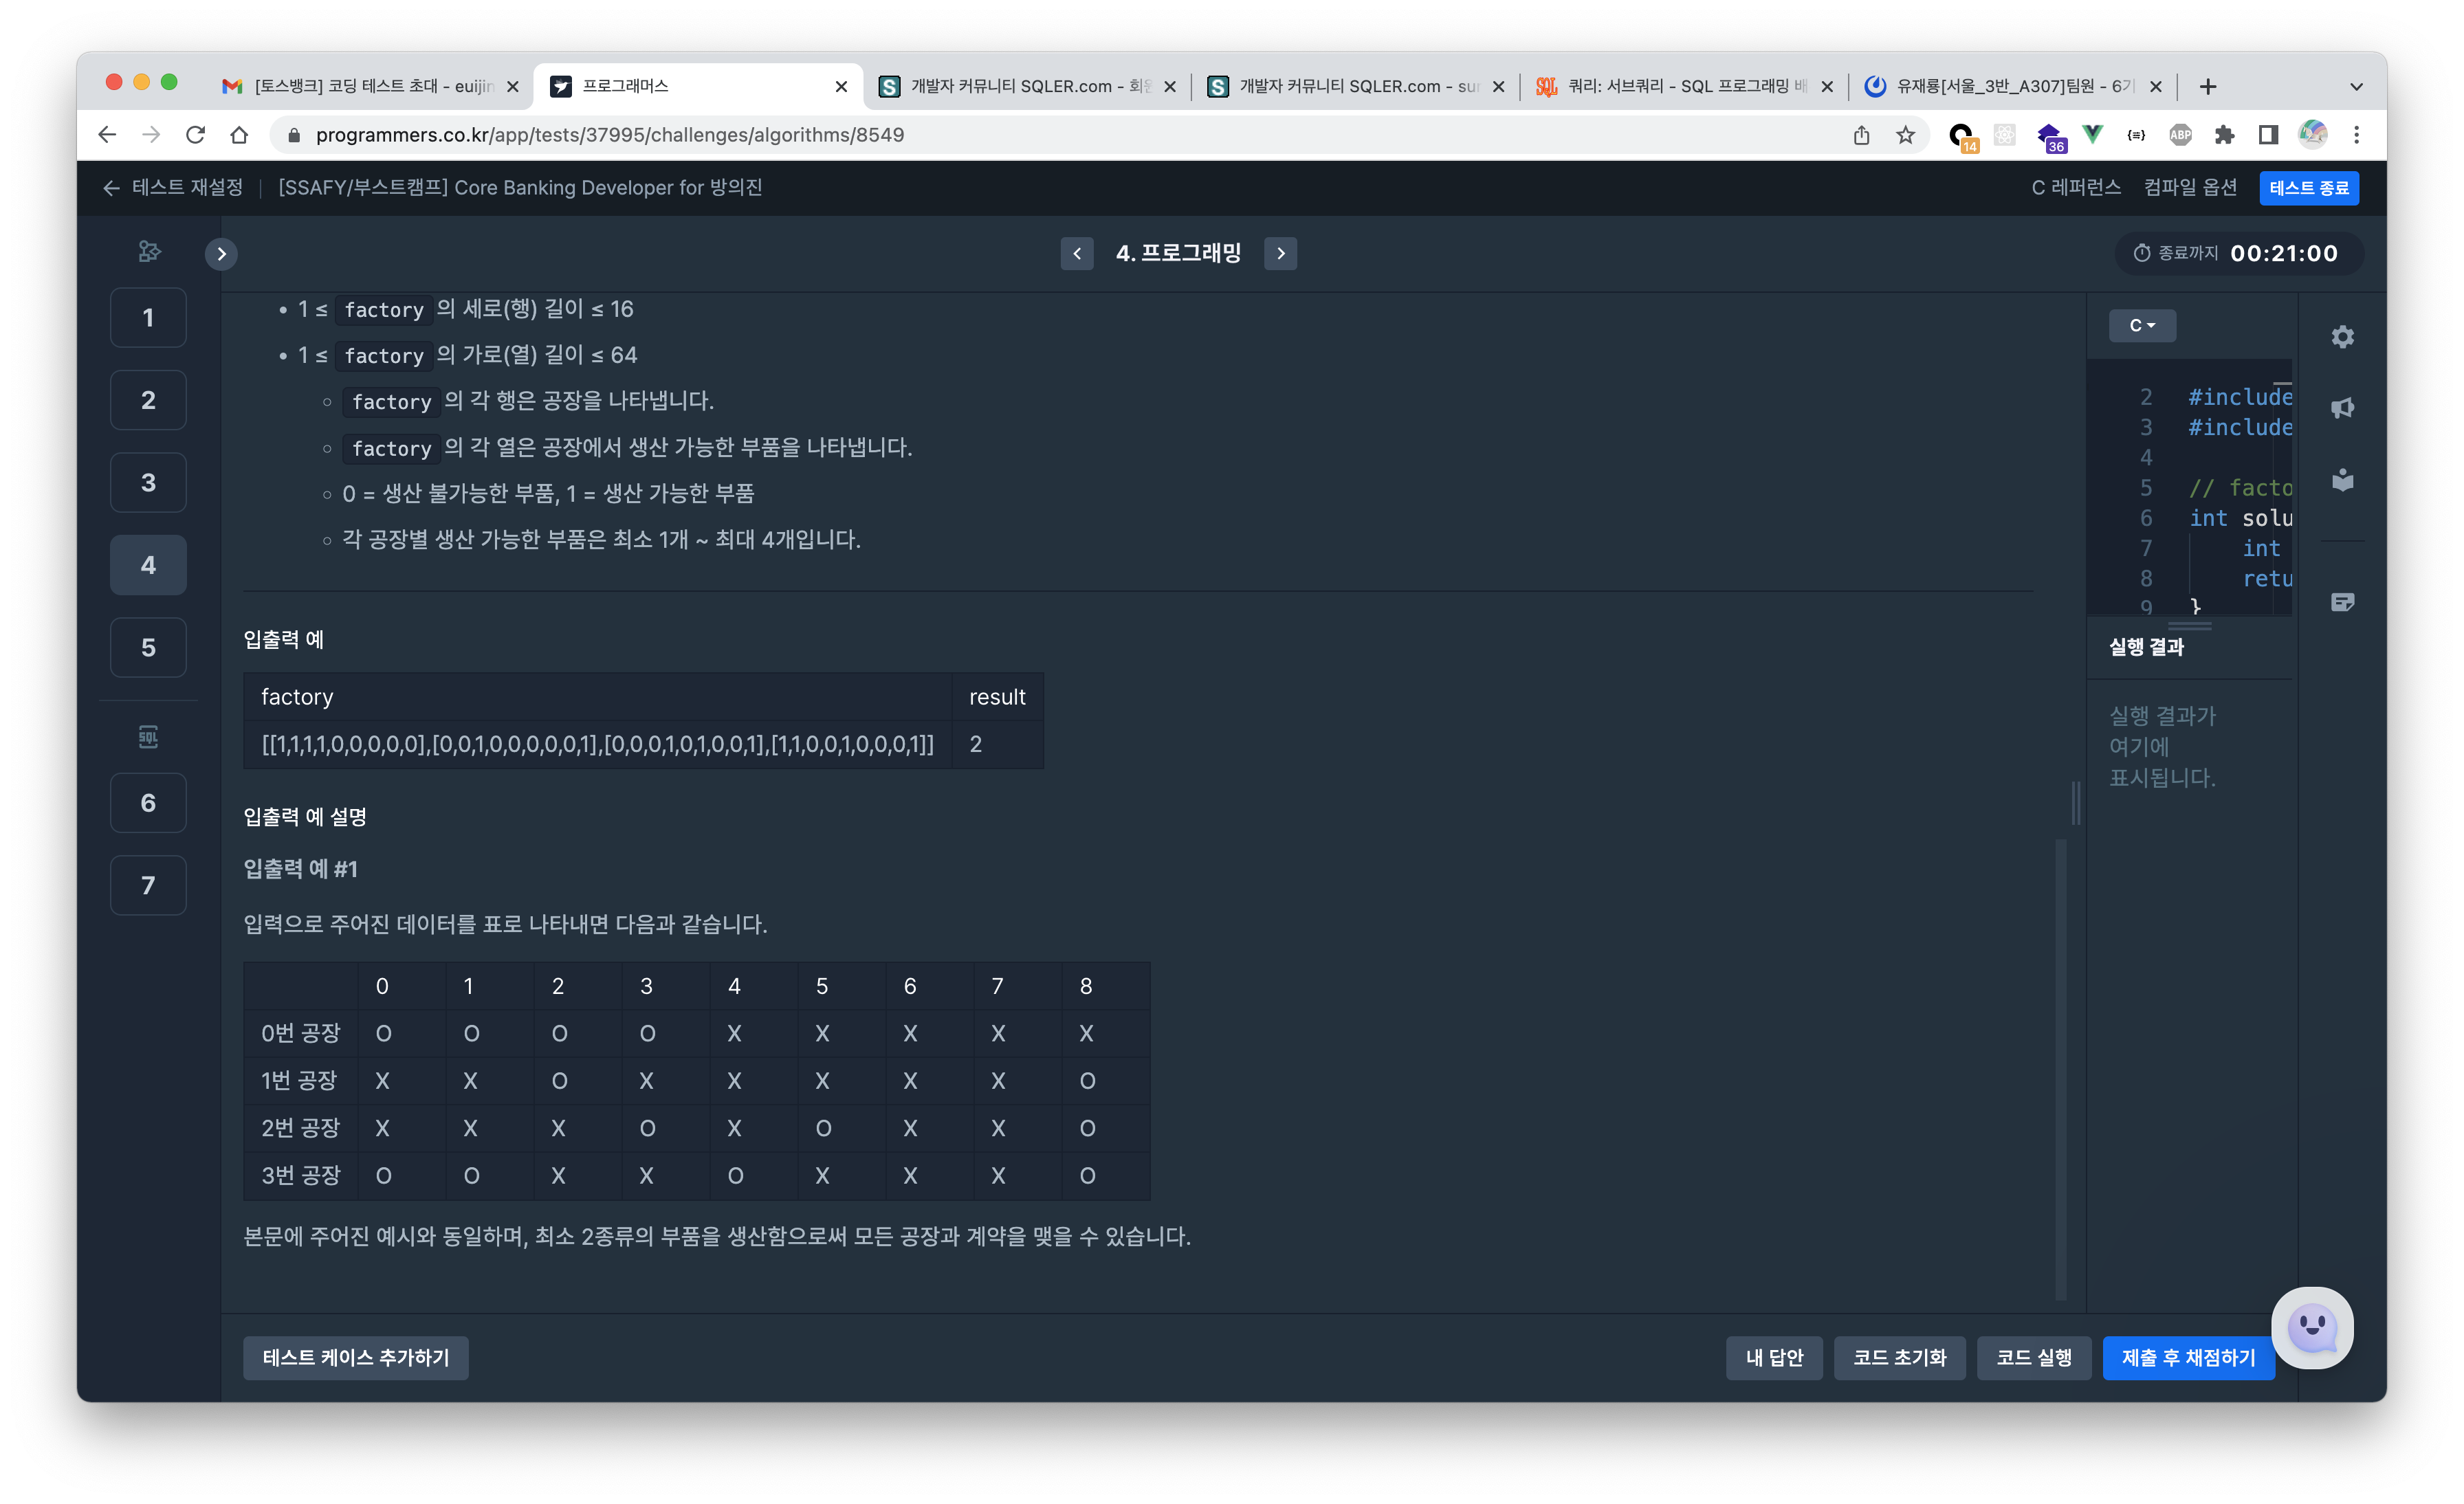 [토스뱅크] 코딩 테스트 초대 - euijin
프로그래머스
개발자 커뮤니티 SQLER.com - 회원
개발자 커뮤니티 SQLER.com - sur
쿼리: 서브쿼리 - SQL 프로그래밍 배
유재룡[서울_3반_A307]팀원 - 6기
programmers.co.kr/app/tests/37995/challenges/algorithms/8549
14
36
ABP
테스트 재설정
[SSAFY/부스트캠프] Core Banking Developer for 방의진
C 레퍼런스
컴파일 옵션
테스트 종료
4. 프로그래밍
종료까지 00:21:00
1
2
3
4
5
SQL
6
7
• 1 ≤ factory 의 세로(행) 길이 ≤ 16
• 1 ≤ factory 의 가로(열) 길이 ≤ 64
◦ factory 의 각 행은 공장을 나타냅니다.
◦ factory 의 각 열은 공장에서 생산 가능한 부품을 나타냅니다.
◦ 0 = 생산 불가능한 부품, 1 = 생산 가능한 부품
◦ 각 공장별 생산 가능한 부품은 최소 1개 ~ 최대 4개입니다.
입출력 예
factory result
[[1,1,1,1,0,0,0,0,0],[0,0,1,0,0,0,0,0,1],[0,0,0,1,0,1,0,0,1],[1,1,0,0,1,0,0,0,1]] 2
입출력 예 설명
입출력 예 #1
입력으로 주어진 데이터를 표로 나타내면 다음과 같습니다.
0 1 2 3 4 5 6 7 8
0번 공장 O O O O X X X X X
1번 공장 X X O X X X X X O
2번 공장 X X X O X O X X O
3번 공장 O O X X O X X X O
본문에 주어진 예시와 동일하며, 최소 2종류의 부품을 생산함으로써 모든 공장과 계약을 맺을 수 있습니다.
C
2 #include
3 #include
4
5 // facto
6 int solu
7 int
8 retu
9 }
실행 결과
실행 결과가
여기에
표시됩니다.
테스트 케이스 추가하기
내 답안
코드 초기화
코드 실행
제출 후 채점하기